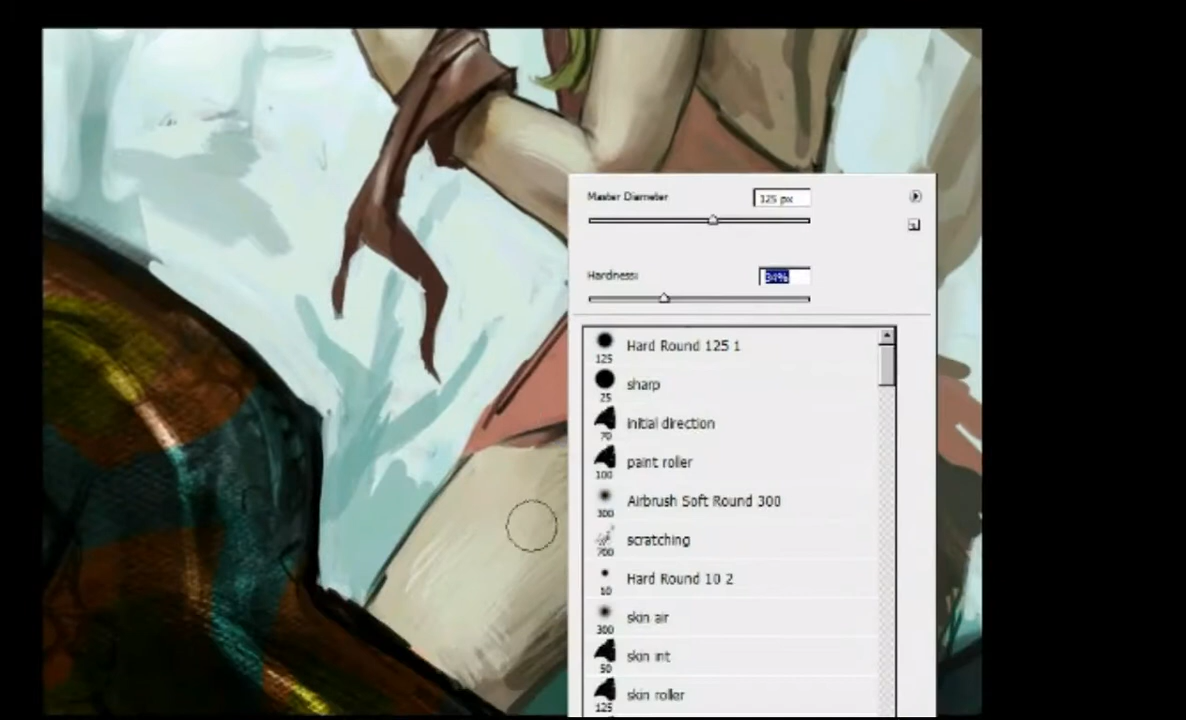 Master Diameter
125 px
Hardness:
34%
Hard Round 125 1
125
sharp
25
initial direction
70
paint roller
100
Airbrush Soft Round 300
300
scratching
700
Hard Round 10 2
10
skin air
300
skin int
50
skin roller
125